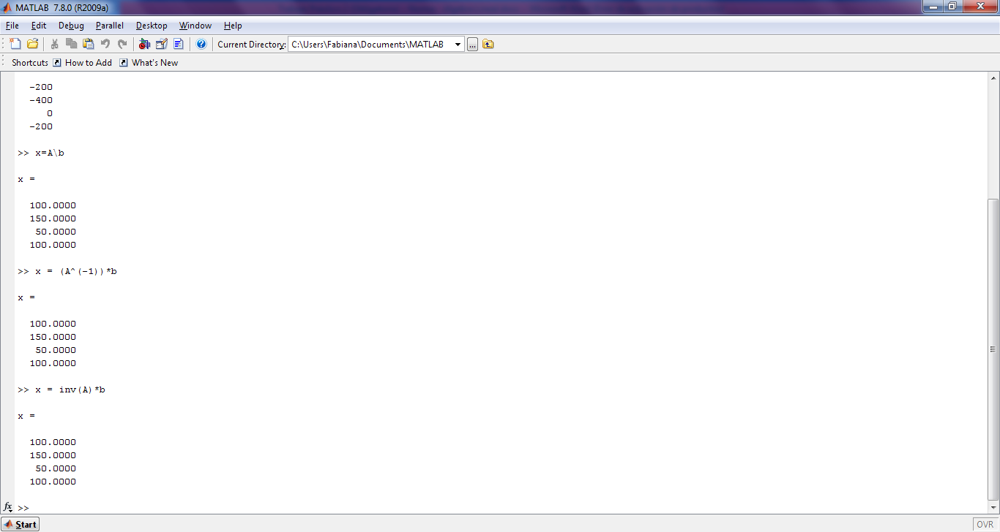 MATLAB 7.8.0 (R2009a)
File Edit Debug Parallel Desktop Window Help
Current Directory: C:\Users\Fabiana\Documents\MATLAB ...
Shortcuts How to Add What's New
-200
-400
0
-200
>> x=A\b
x =
100.0000
150.0000
50.0000
100.0000
>> x = (A^(-1))*b
x =
100.0000
150.0000
50.0000
100.0000
>> x = inv(A)*b
x =
100.0000
150.0000
50.0000
100.0000
fx >>
Start OVR